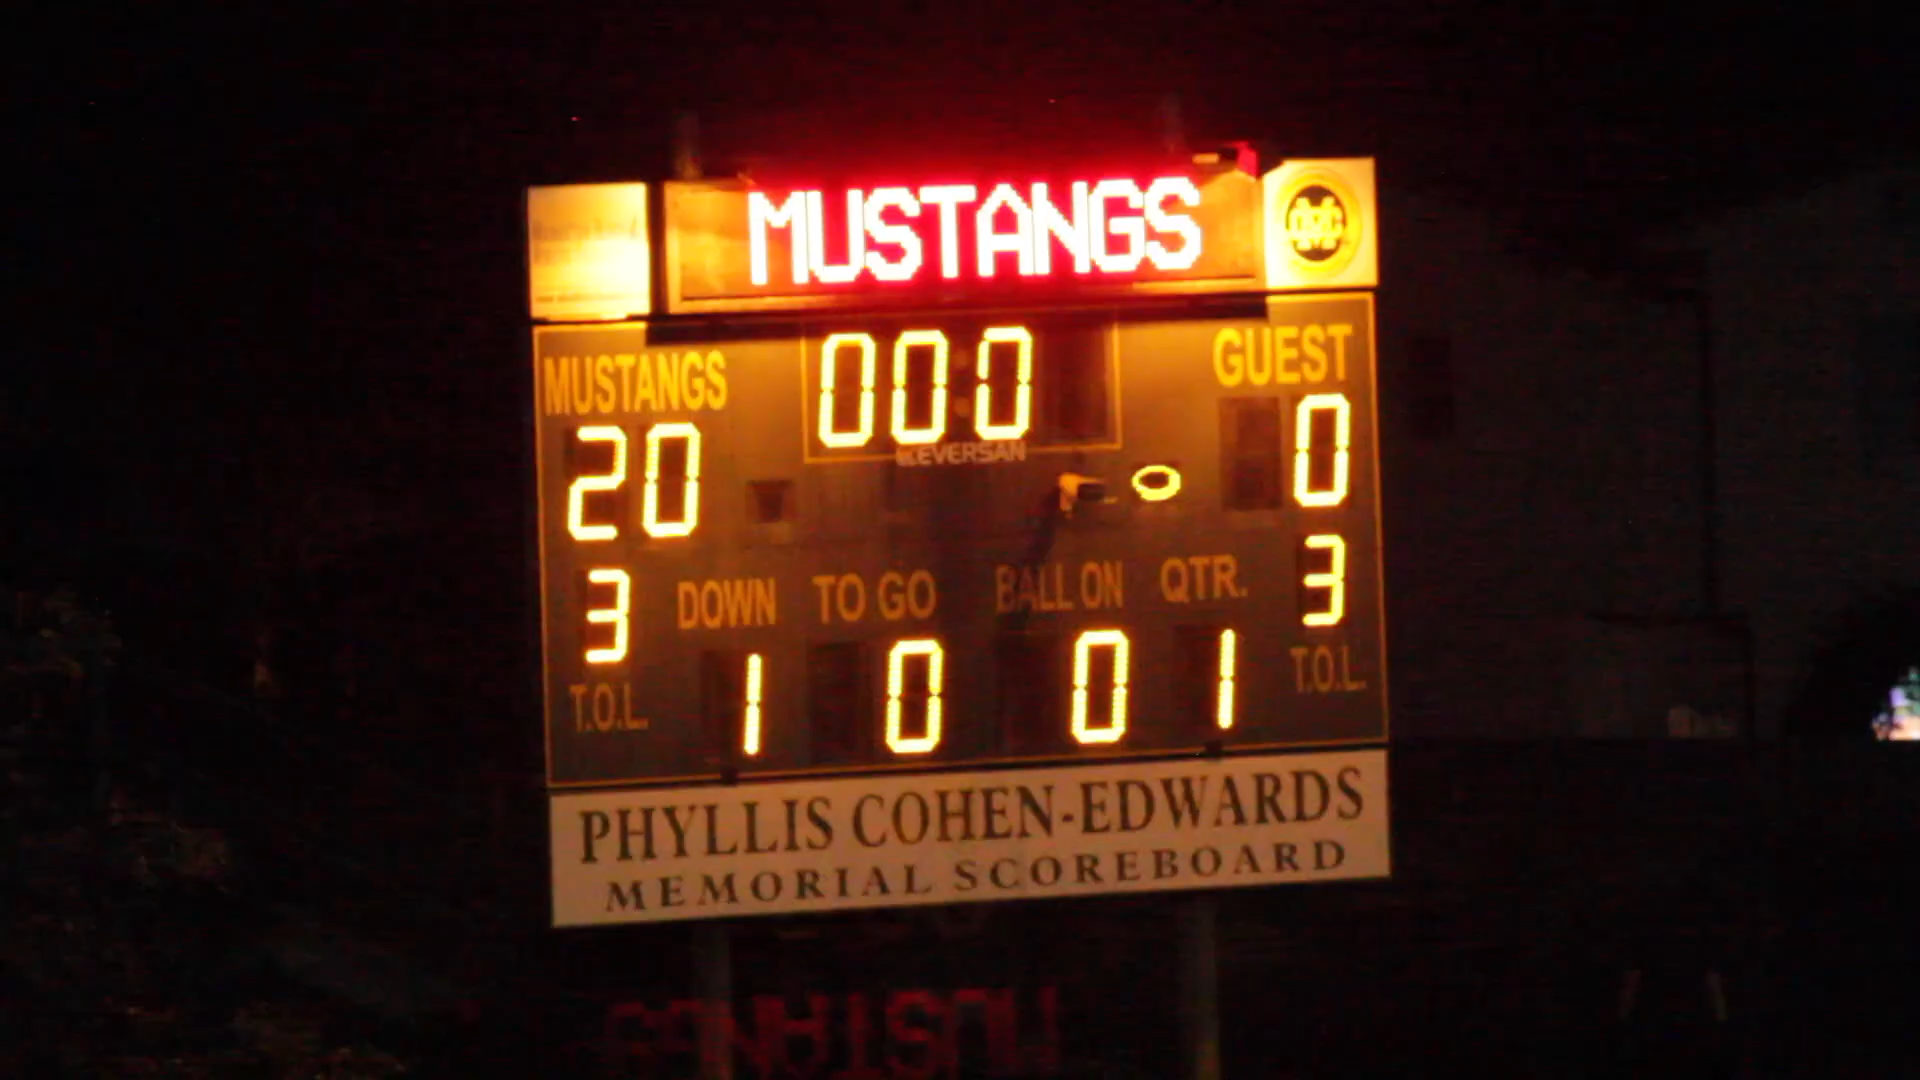 MUSTANGS
MUSTANGS
000
GUEST
EVERSAN
20
0
3
DOWN
TO GO
BALL ON
QTR.
3
T.O.L.
1
0
0
1
T.O.L.
PHYLLIS COHEN-EDWARDS
MEMORIAL SCOREBOARD